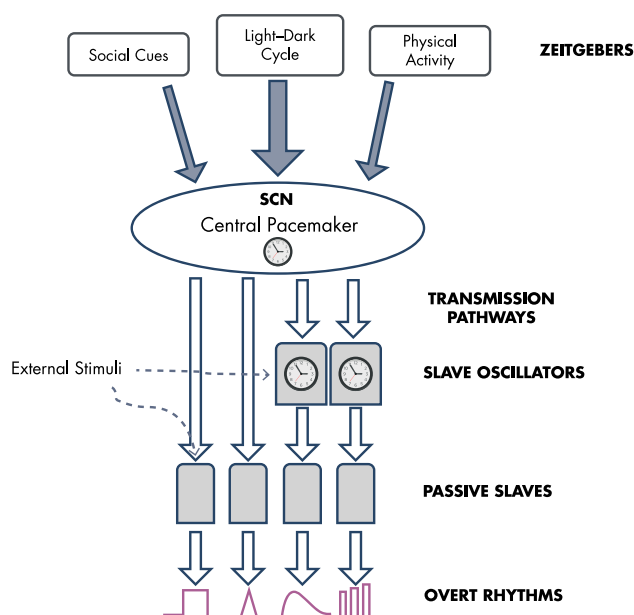 Social Cues
Light–Dark
Cycle
Physical
Activity
ZEITGEBERS
SCN
Central Pacemaker
TRANSMISSION
PATHWAYS
External Stimuli
SLAVE OSCILLATORS
PASSIVE SLAVES
OVERT RHYTHMS